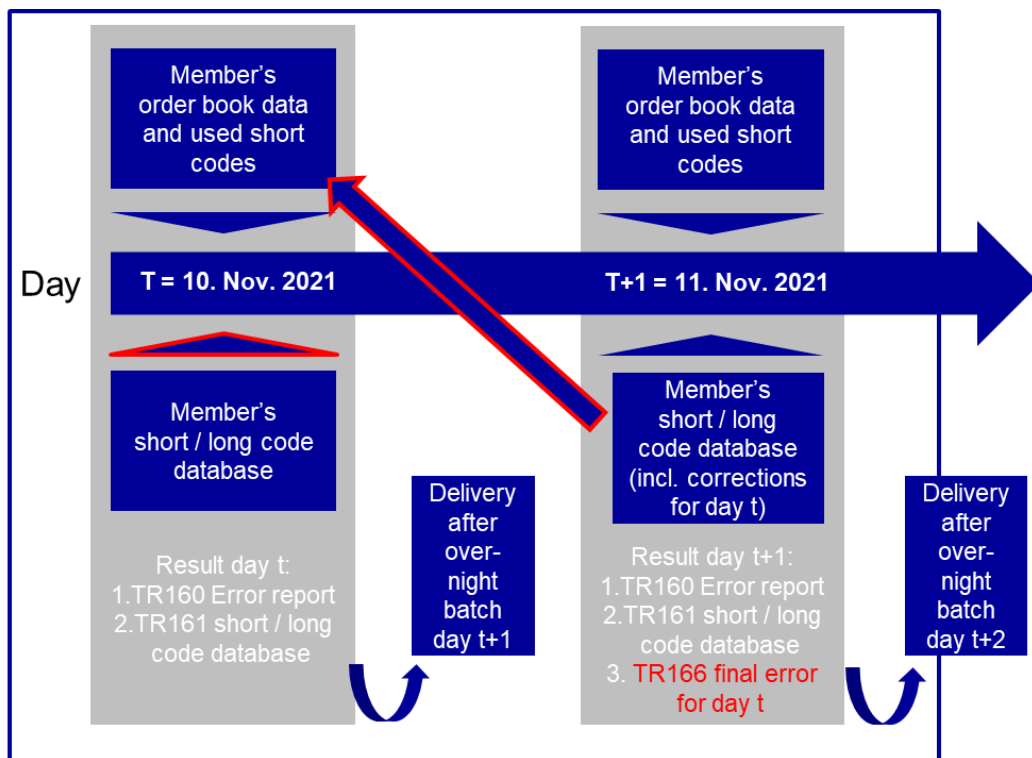 Member's
order book data
and used short
codes
Member's
order book data
and used short
codes
Day
T = 10. Nov. 2021
T+1 = 11. Nov. 2021
Member's
short / long code
database
Member's
short / long
code database
(incl. corrections
for day t)
Delivery
after
over-
night
batch
day t+1
Delivery
after
over-
night
batch
day t+2
Result day t:
1.TR160 Error report
2.TR161 short / long
code database
Result day t+1:
1.TR160 Error report
2.TR161 short / long
code database
3. TR166 final error
for day t